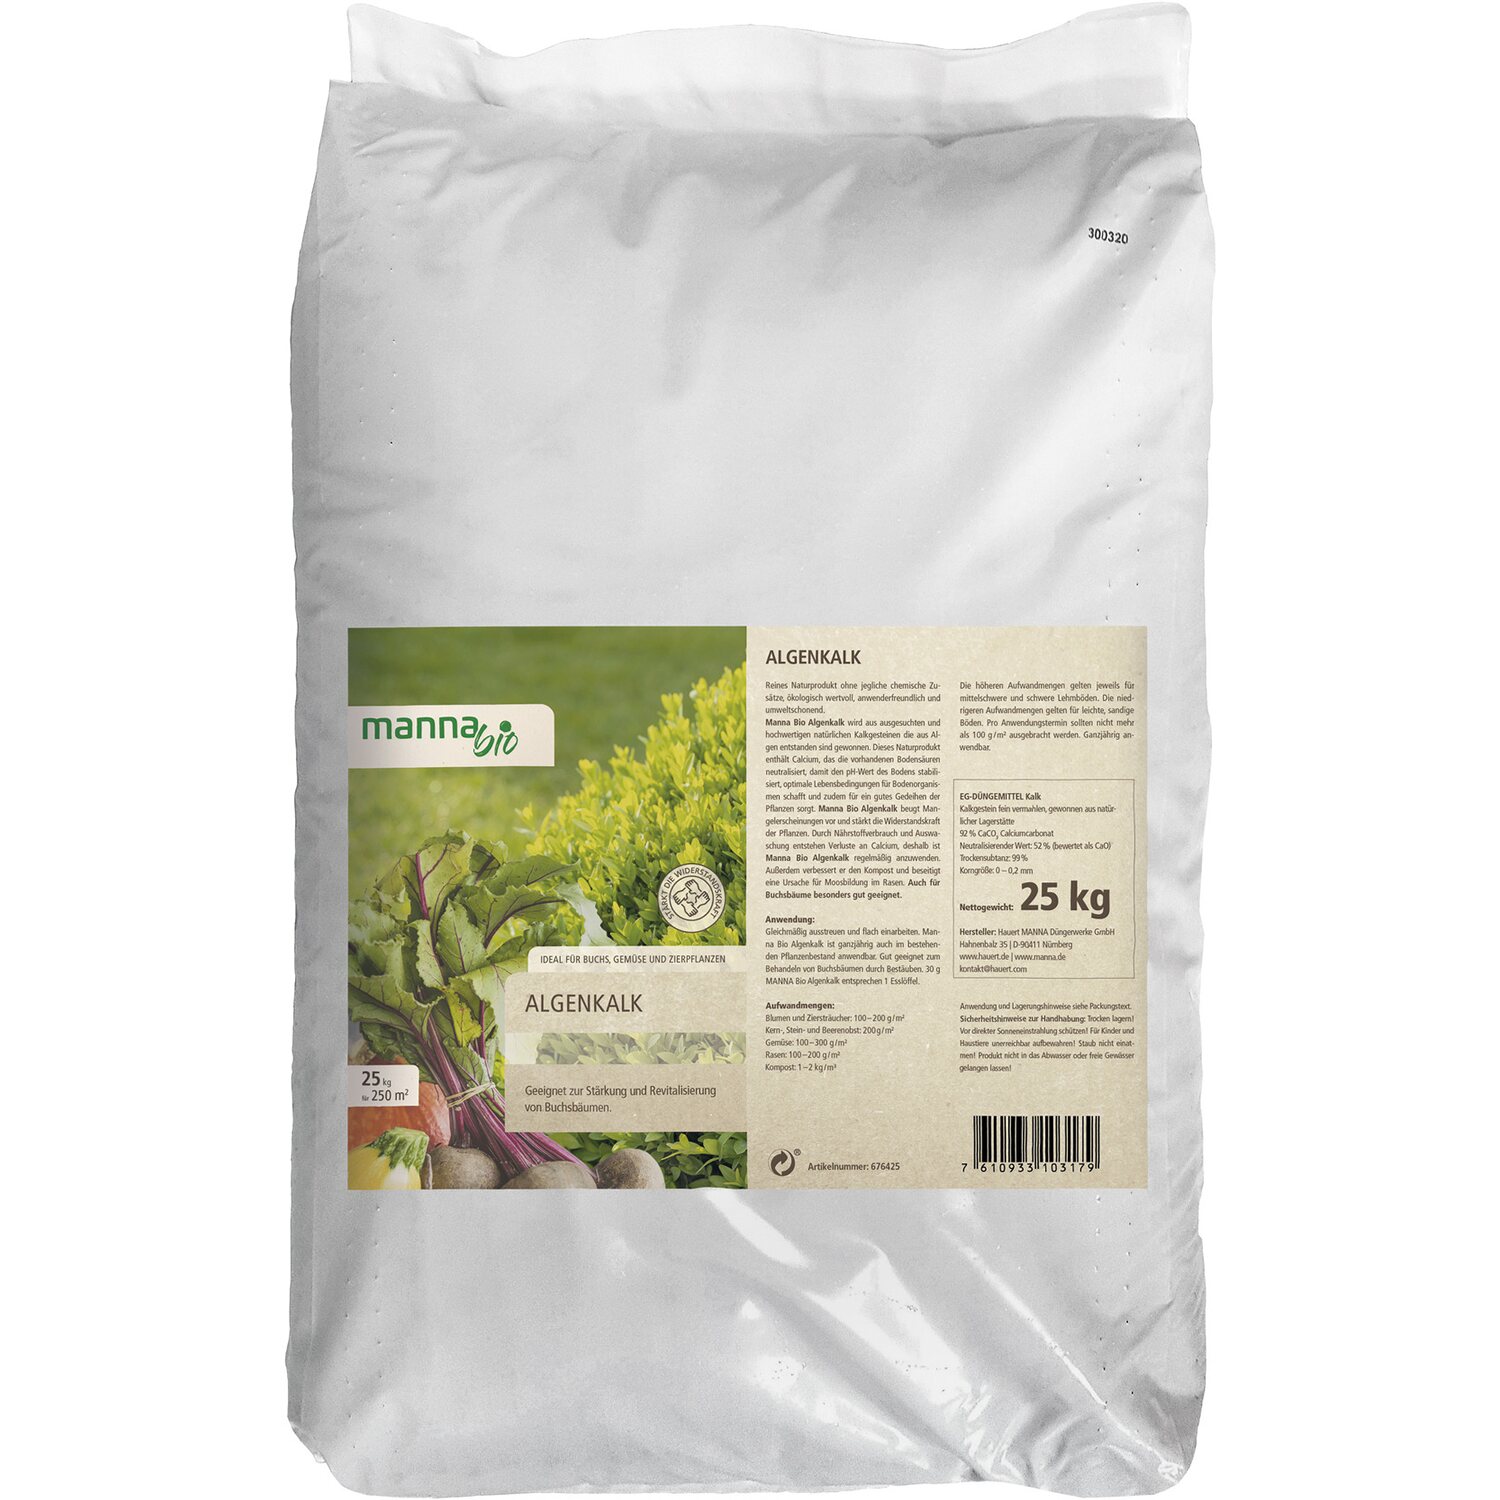 300320
manna bio
STÄRKT DIE WIDERSTANDSKRAFT
IDEAL FÜR BUCHS, GEMÜSE UND ZIERPFLANZEN
ALGENKALK
Geeignet zur Stärkung und Revitalisierung
von Buchsbäumen.
25 kg
für 250 m²
ALGENKALK
Reines Naturprodukt ohne jegliche chemische Zu-
sätze, ökologisch wertvoll, anwenderfreundlich und
umweltschonend.
Manna Bio Algenkalk wird aus ausgesuchten und
hochwertigen natürlichen Kalkgesteinen die aus Al-
gen entstanden sind gewonnen. Dieses Naturprodukt
enthält Calcium, das die vorhandenen Bodensäuren
neutralisiert, damit den pH-Wert des Bodens stabili-
siert, optimale Lebensbedingungen für Bodenorganis-
men schafft und zudem für ein gutes Gedeihen der
Pflanzen sorgt. Manna Bio Algenkalk beugt Man-
gelerscheinungen vor und stärkt die Widerstandskraft
der Pflanzen. Durch Nährstoffverbrauch und Auswa-
schung entstehen Verluste an Calcium, deshalb ist
Manna Bio Algenkalk regelmäßig anzuwenden.
Außerdem verbessert er den Kompost und beseitigt
eine Ursache für Moosbildung im Rasen. Auch für
Buchsbäume besonders gut geeignet.
Anwendung:
Gleichmäßig ausstreuen und flach einarbeiten. Man-
na Bio Algenkalk ist ganzjährig auch im bestehen-
den Pflanzenbestand anwendbar. Gut geeignet zum
Behandeln von Buchsbäumen durch Bestäuben. 30 g
MANNA Bio Algenkalk entsprechen 1 Esslöffel.
Aufwandmengen:
Blumen und Ziersträucher: 100–200 g/m²
Kern-, Stein- und Beerenobst: 200 g/m²
Gemüse: 100–300 g/m²
Rasen: 100–200 g/m²
Kompost: 1–2 kg/m³
Artikelnummer: 676425
Die höheren Aufwandmengen gelten jeweils für
mittelschwere und schwere Lehmböden. Die nied-
rigeren Aufwandmengen gelten für leichte, sandige
Böden. Pro Anwendungstermin sollten nicht mehr
als 100 g/m² ausgebracht werden. Ganzjährig an-
wendbar.
EG-DÜNGEMITTEL Kalk
Kalkgestein fein vermahlen, gewonnen aus natür-
licher Lagerstätte
92 % CaCO₃ Calciumcarbonat
Neutralisierender Wert: 52 % (bewertet als CaO)
Trockensubtanz: 99 %
Korngröße: 0 – 0,2 mm
Nettogewicht: 25 kg
Hersteller: Hauert MANNA Düngerwerke GmbH
Hahnenbalz 35 | D-90411 Nürnberg
www.hauert.de | www.manna.de
kontakt@hauert.com
Anwendung und Lagerungshinweise siehe Packungstext.
Sicherheitshinweise zur Handhabung: Trocken lagern!
Vor direkter Sonneneinstrahlung schützen! Für Kinder und
Haustiere unerreichbar aufbewahren! Staub nicht einat-
men! Produkt nicht in das Abwasser oder freie Gewässer
gelangen lassen!
7 610933 103179